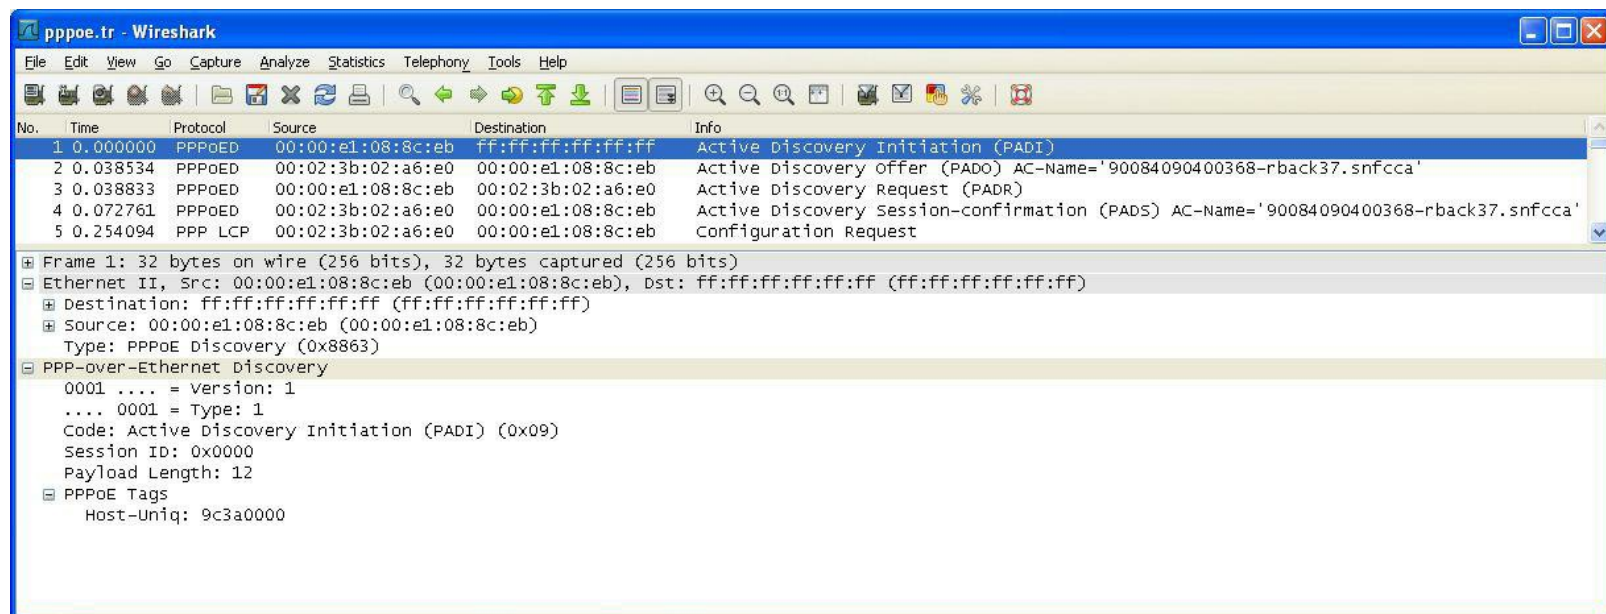 pppoe.tr - Wireshark
File Edit View Go Capture Analyze Statistics Telephony Tools Help
No. Time Protocol Source Destination Info
1 0.000000 PPPoED 00:00:e1:08:8c:eb ff:ff:ff:ff:ff:ff Active Discovery Initiation (PADI)
2 0.038534 PPPoED 00:02:3b:02:a6:e0 00:00:e1:08:8c:eb Active Discovery Offer (PADO) AC-Name='90084090400368-rback37.snfcca'
3 0.038833 PPPoED 00:00:e1:08:8c:eb 00:02:3b:02:a6:e0 Active Discovery Request (PADR)
4 0.072761 PPPoED 00:02:3b:02:a6:e0 00:00:e1:08:8c:eb Active Discovery Session-confirmation (PADS) AC-Name='90084090400368-rback37.snfcca'
5 0.254094 PPP LCP 00:02:3b:02:a6:e0 00:00:e1:08:8c:eb Configuration Request
Frame 1: 32 bytes on wire (256 bits), 32 bytes captured (256 bits)
Ethernet II, Src: 00:00:e1:08:8c:eb (00:00:e1:08:8c:eb), Dst: ff:ff:ff:ff:ff:ff (ff:ff:ff:ff:ff:ff)
Destination: ff:ff:ff:ff:ff:ff (ff:ff:ff:ff:ff:ff)
Source: 00:00:e1:08:8c:eb (00:00:e1:08:8c:eb)
Type: PPPoE Discovery (0x8863)
PPP-over-Ethernet Discovery
0001 .... = Version: 1
.... 0001 = Type: 1
Code: Active Discovery Initiation (PADI) (0x09)
Session ID: 0x0000
Payload Length: 12
PPPoE Tags
Host-Uniq: 9c3a0000